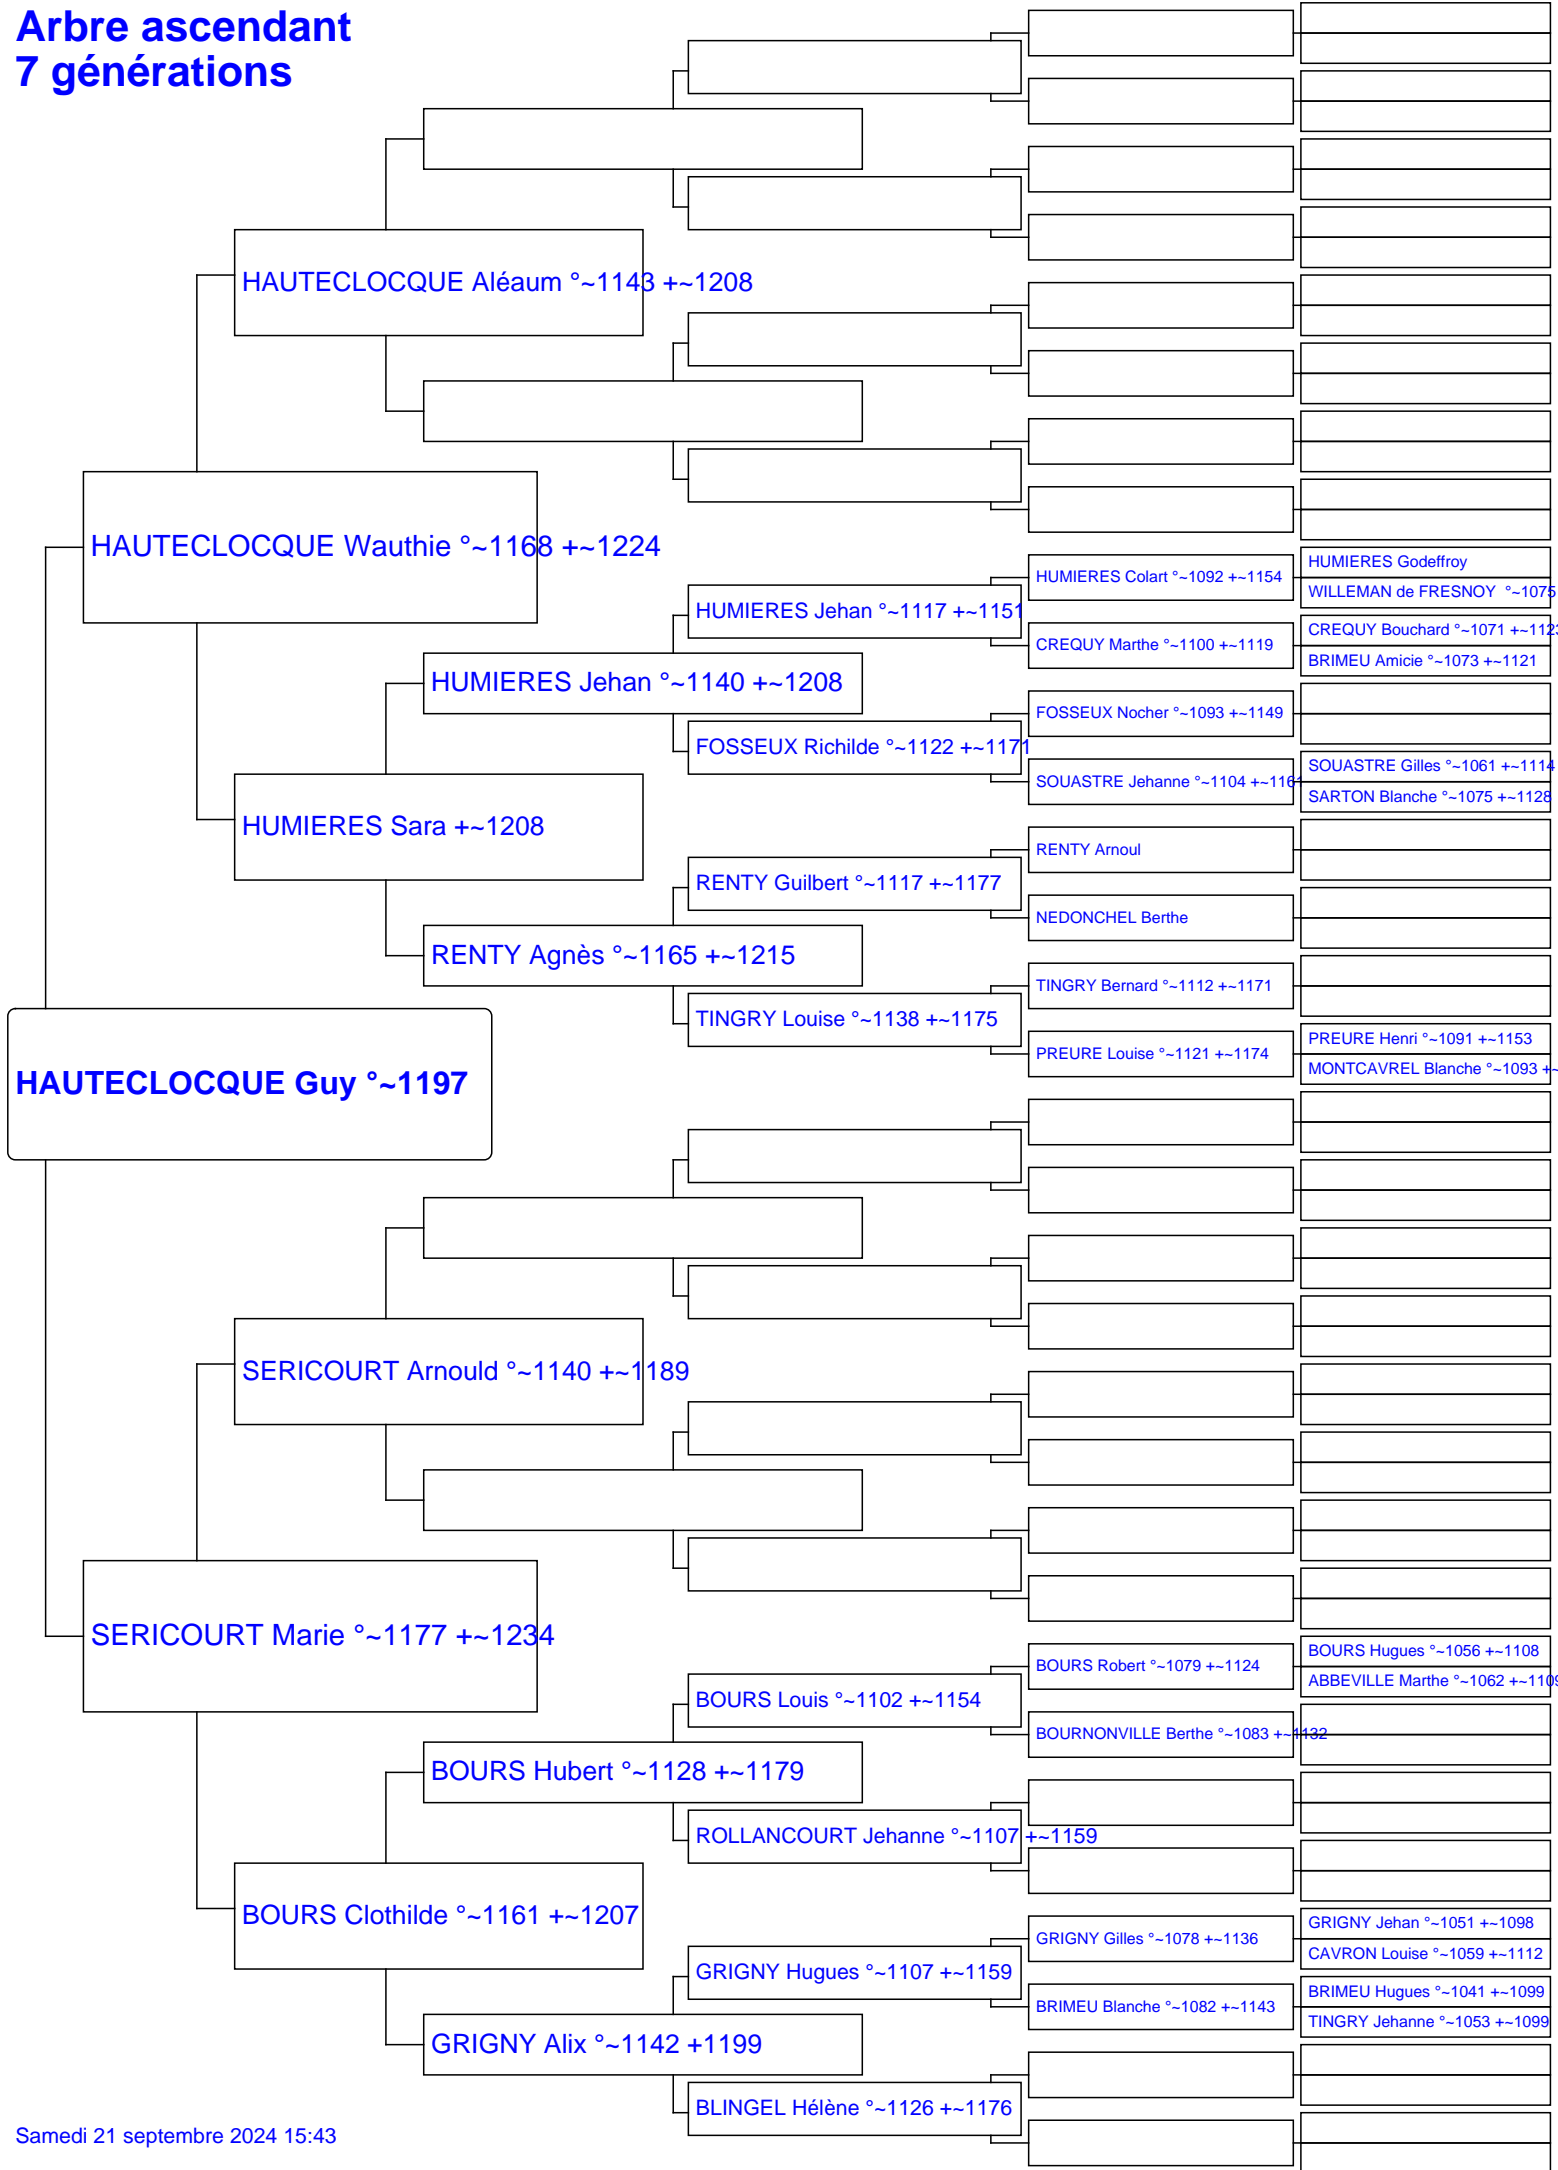 Arbre ascendant
7 générations
HAUTECLOCQUE Aléaum °~1143 +~1208
HAUTECLOCQUE Wauthie °~1168 +~1224
HUMIERES Colart °~1092 +~1154
HUMIERES Godeffroy
WILLEMAN de FRESNOY °~1075
HUMIERES Jehan °~1117 +~1151
CREQUY Marthe °~1100 +~1119
CREQUY Bouchard °~1071 +~1123
BRIMEU Amicie °~1073 +~1121
HUMIERES Jehan °~1140 +~1208
FOSSEUX Nocher °~1093 +~1149
FOSSEUX Richilde °~1122 +~1171
SOUASTRE Jehanne °~1104 +~1161
SOUASTRE Gilles °~1061 +~1114
SARTON Blanche °~1075 +~1128
HUMIERES Sara +~1208
RENTY Arnoul
RENTY Guilbert °~1117 +~1177
NEDONCHEL Berthe
RENTY Agnès °~1165 +~1215
TINGRY Bernard °~1112 +~1171
TINGRY Louise °~1138 +~1175
PREURE Louise °~1121 +~1174
PREURE Henri °~1091 +~1153
MONTCAVREL Blanche °~1093 +~
HAUTECLOCQUE Guy °~1197
SERICOURT Arnould °~1140 +~1189
SERICOURT Marie °~1177 +~1234
BOURS Robert °~1079 +~1124
BOURS Hugues °~1056 +~1108
ABBEVILLE Marthe °~1062 +~1109
BOURS Louis °~1102 +~1154
BOURNONVILLE Berthe °~1083 +~1132
BOURS Hubert °~1128 +~1179
ROLLANCOURT Jehanne °~1107 +~1159
BOURS Clothilde °~1161 +~1207
GRIGNY Gilles °~1078 +~1136
GRIGNY Jehan °~1051 +~1098
CAVRON Louise °~1059 +~1112
GRIGNY Hugues °~1107 +~1159
BRIMEU Blanche °~1082 +~1143
BRIMEU Hugues °~1041 +~1099
TINGRY Jehanne °~1053 +~1099
GRIGNY Alix °~1142 +1199
BLINGEL Hélène °~1126 +~1176
Samedi 21 septembre 2024 15:43